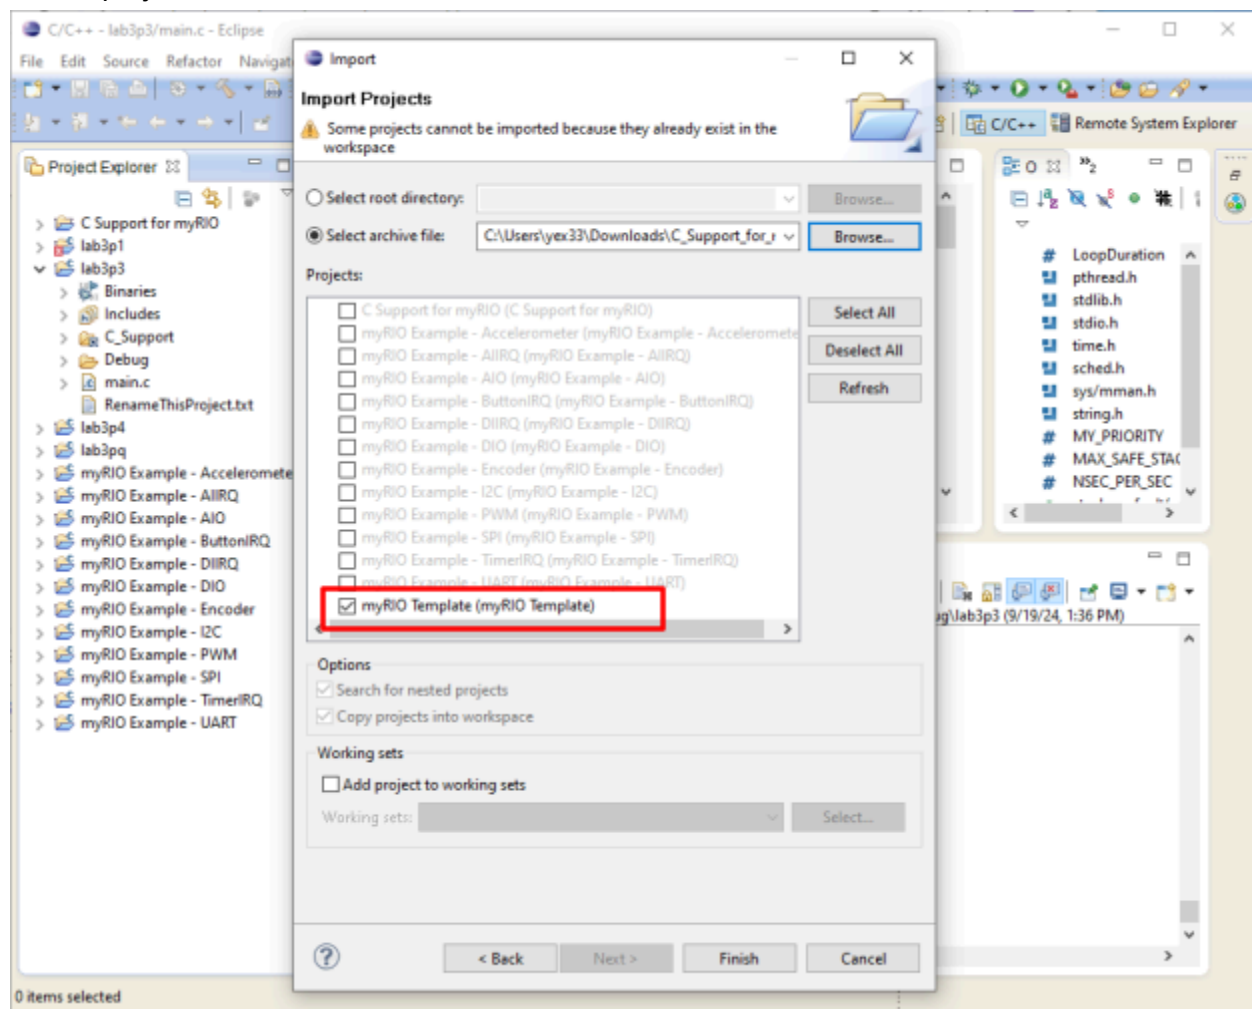 C/C++ - lab3p3/main.c - Eclipse
File Edit Source Refactor Navigat
C/C++ Remote System Explorer
Project Explorer
C Support for myRIO
lab3p1
lab3p3
Binaries
Includes
C_Support
Debug
main.c
RenameThisProject.txt
lab3p4
lab3pq
myRIO Example - Acceleromete
myRIO Example - AIIRQ
myRIO Example - AIO
myRIO Example - ButtonIRQ
myRIO Example - DIIRQ
myRIO Example - DIO
myRIO Example - Encoder
myRIO Example - I2C
myRIO Example - PWM
myRIO Example - SPI
myRIO Example - TimerIRQ
myRIO Example - UART
0 items selected
Import
Import Projects
Some projects cannot be imported because they already exist in the
workspace
Select root directory: Browse...
Select archive file: C:\Users\yex33\Downloads\C_Support_for_r Browse...
Projects:
C Support for myRIO (C Support for myRIO)
myRIO Example - Accelerometer (myRIO Example - Acceleromete
myRIO Example - AIIRQ (myRIO Example - AIIRQ)
myRIO Example - AIO (myRIO Example - AIO)
myRIO Example - ButtonIRQ (myRIO Example - ButtonIRQ)
myRIO Example - DIIRQ (myRIO Example - DIIRQ)
myRIO Example - DIO (myRIO Example - DIO)
myRIO Example - Encoder (myRIO Example - Encoder)
myRIO Example - I2C (myRIO Example - I2C)
myRIO Example - PWM (myRIO Example - PWM)
myRIO Example - SPI (myRIO Example - SPI)
myRIO Example - TimerIRQ (myRIO Example - TimerIRQ)
myRIO Example - UART (myRIO Example - UART)
myRIO Template (myRIO Template)
Select All
Deselect All
Refresh
Options
Search for nested projects
Copy projects into workspace
Working sets
Add project to working sets
Working sets: Select...
< Back Next > Finish Cancel
O
LoopDuration
pthread.h
stdlib.h
stdio.h
time.h
sched.h
sys/mman.h
string.h
MY_PRIORITY
MAX_SAFE_STAC
NSEC_PER_SEC
ug\lab3p3 (9/19/24, 1:36 PM)